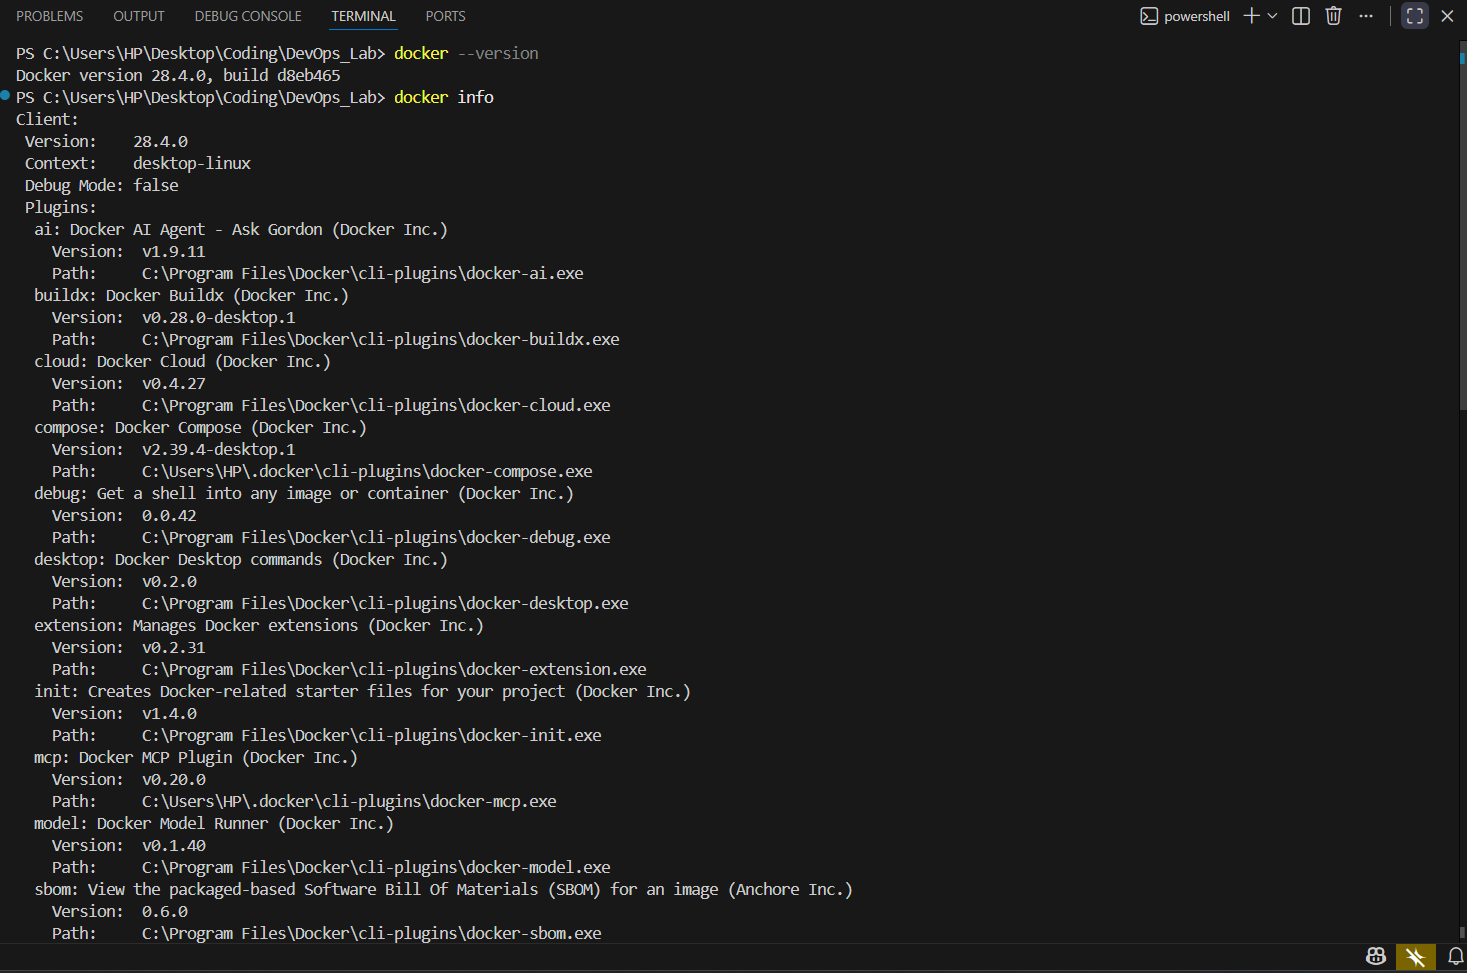 PROBLEMS OUTPUT DEBUG CONSOLE TERMINAL PORTS powershell
PS C:\Users\HP\Desktop\Coding\DevOps_Lab> docker --version
Docker version 28.4.0, build d8eb465
PS C:\Users\HP\Desktop\Coding\DevOps_Lab> docker info
Client:
 Version:    28.4.0
 Context:    desktop-linux
 Debug Mode: false
 Plugins:
  ai: Docker AI Agent - Ask Gordon (Docker Inc.)
    Version:  v1.9.11
    Path:     C:\Program Files\Docker\cli-plugins\docker-ai.exe
  buildx: Docker Buildx (Docker Inc.)
    Version:  v0.28.0-desktop.1
    Path:     C:\Program Files\Docker\cli-plugins\docker-buildx.exe
  cloud: Docker Cloud (Docker Inc.)
    Version:  v0.4.27
    Path:     C:\Program Files\Docker\cli-plugins\docker-cloud.exe
  compose: Docker Compose (Docker Inc.)
    Version:  v2.39.4-desktop.1
    Path:     C:\Users\HP\.docker\cli-plugins\docker-compose.exe
  debug: Get a shell into any image or container (Docker Inc.)
    Version:  0.0.42
    Path:     C:\Program Files\Docker\cli-plugins\docker-debug.exe
  desktop: Docker Desktop commands (Docker Inc.)
    Version:  v0.2.0
    Path:     C:\Program Files\Docker\cli-plugins\docker-desktop.exe
  extension: Manages Docker extensions (Docker Inc.)
    Version:  v0.2.31
    Path:     C:\Program Files\Docker\cli-plugins\docker-extension.exe
  init: Creates Docker-related starter files for your project (Docker Inc.)
    Version:  v1.4.0
    Path:     C:\Program Files\Docker\cli-plugins\docker-init.exe
  mcp: Docker MCP Plugin (Docker Inc.)
    Version:  v0.20.0
    Path:     C:\Users\HP\.docker\cli-plugins\docker-mcp.exe
  model: Docker Model Runner (Docker Inc.)
    Version:  v0.1.40
    Path:     C:\Program Files\Docker\cli-plugins\docker-model.exe
  sbom: View the packaged-based Software Bill Of Materials (SBOM) for an image (Anchore Inc.)
    Version:  0.6.0
    Path:     C:\Program Files\Docker\cli-plugins\docker-sbom.exe